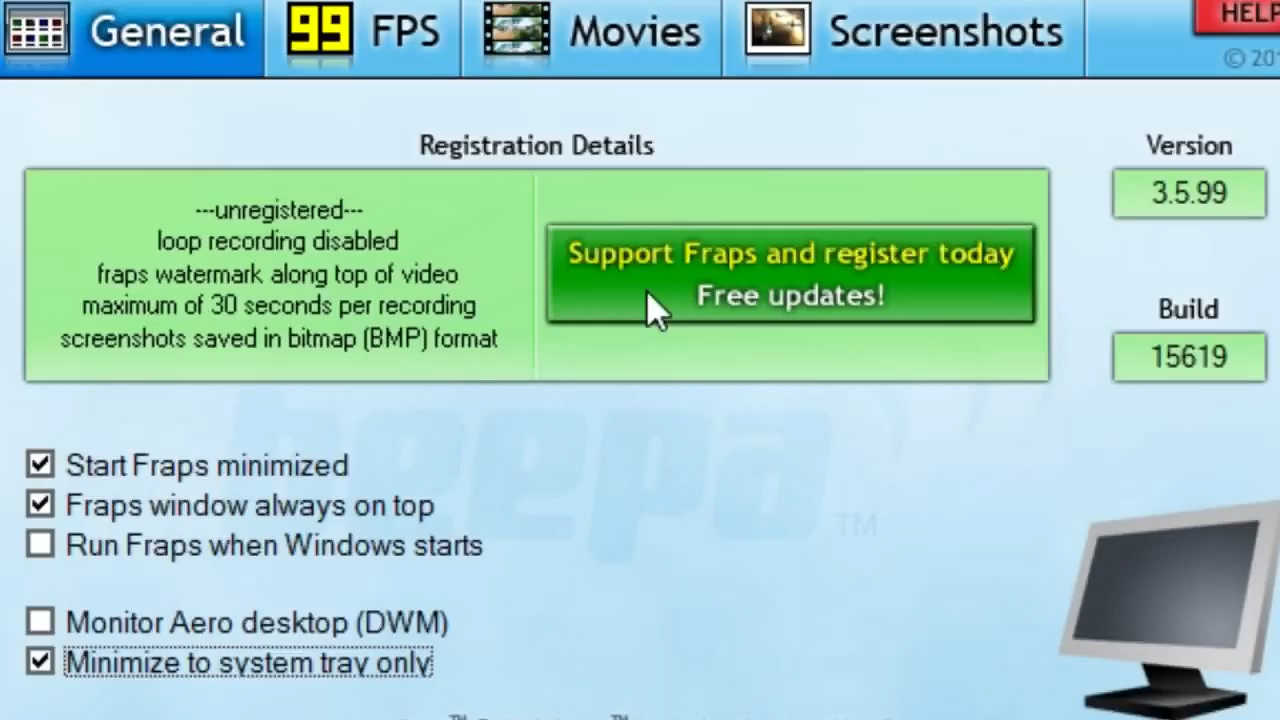 General
99 FPS
Movies
Screenshots
HELP
© 20
Registration Details
Version
---unregistered---
loop recording disabled
fraps watermark along top of video
maximum of 30 seconds per recording
screenshots saved in bitmap (BMP) format
Support Fraps and register today
Free updates!
3.5.99
Build
15619
beepa™
Start Fraps minimized
Fraps window always on top
Run Fraps when Windows starts
Monitor Aero desktop (DWM)
Minimize to system tray only